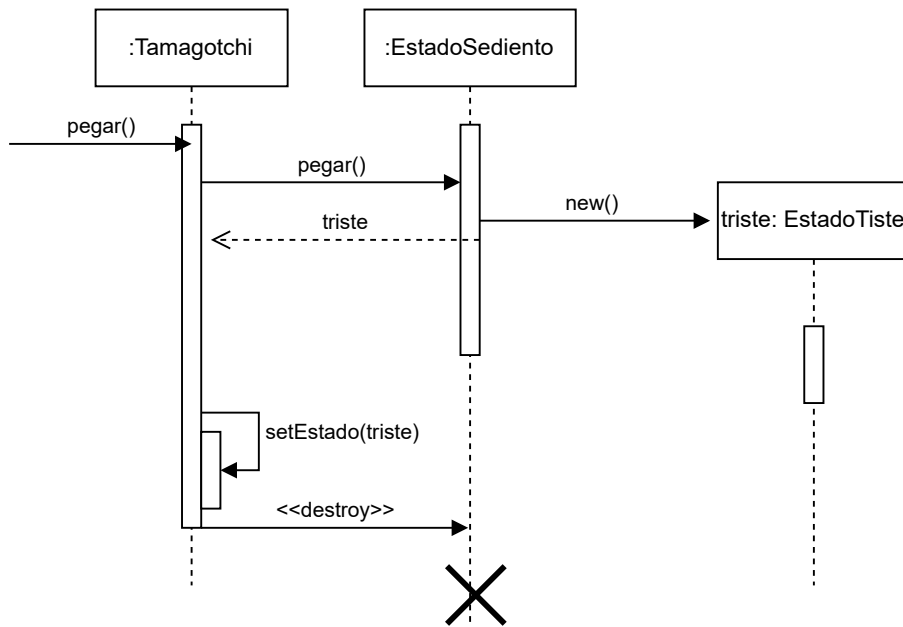 :Tamagotchi
:EstadoSediento
pegar()
pegar()
new()
triste: EstadoTiste
triste
setEstado(triste)
<<destroy>>